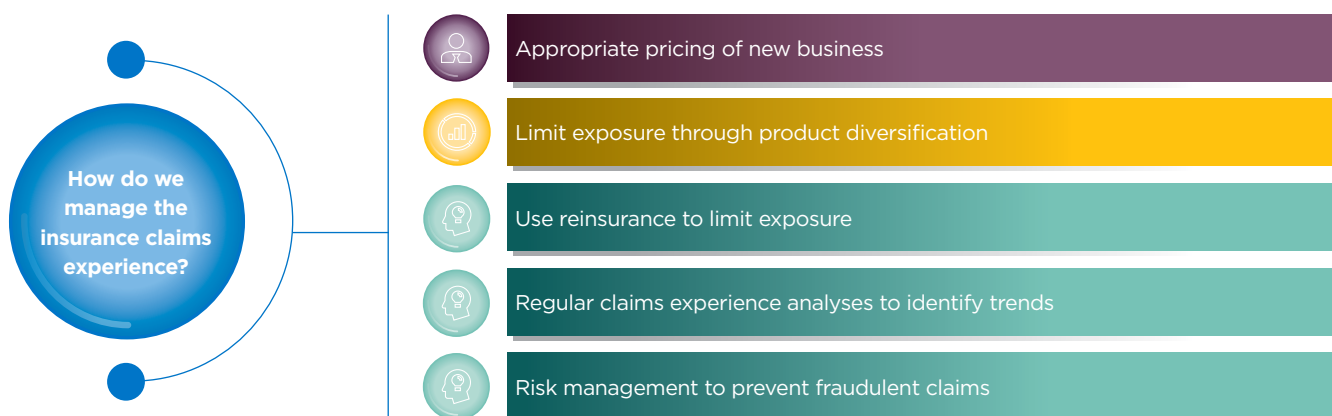 How do we
manage the
insurance claims
experience?
Appropriate pricing of new business
Limit exposure through product diversification
Use reinsurance to limit exposure
Regular claims experience analyses to identify trends
Risk management to prevent fraudulent claims